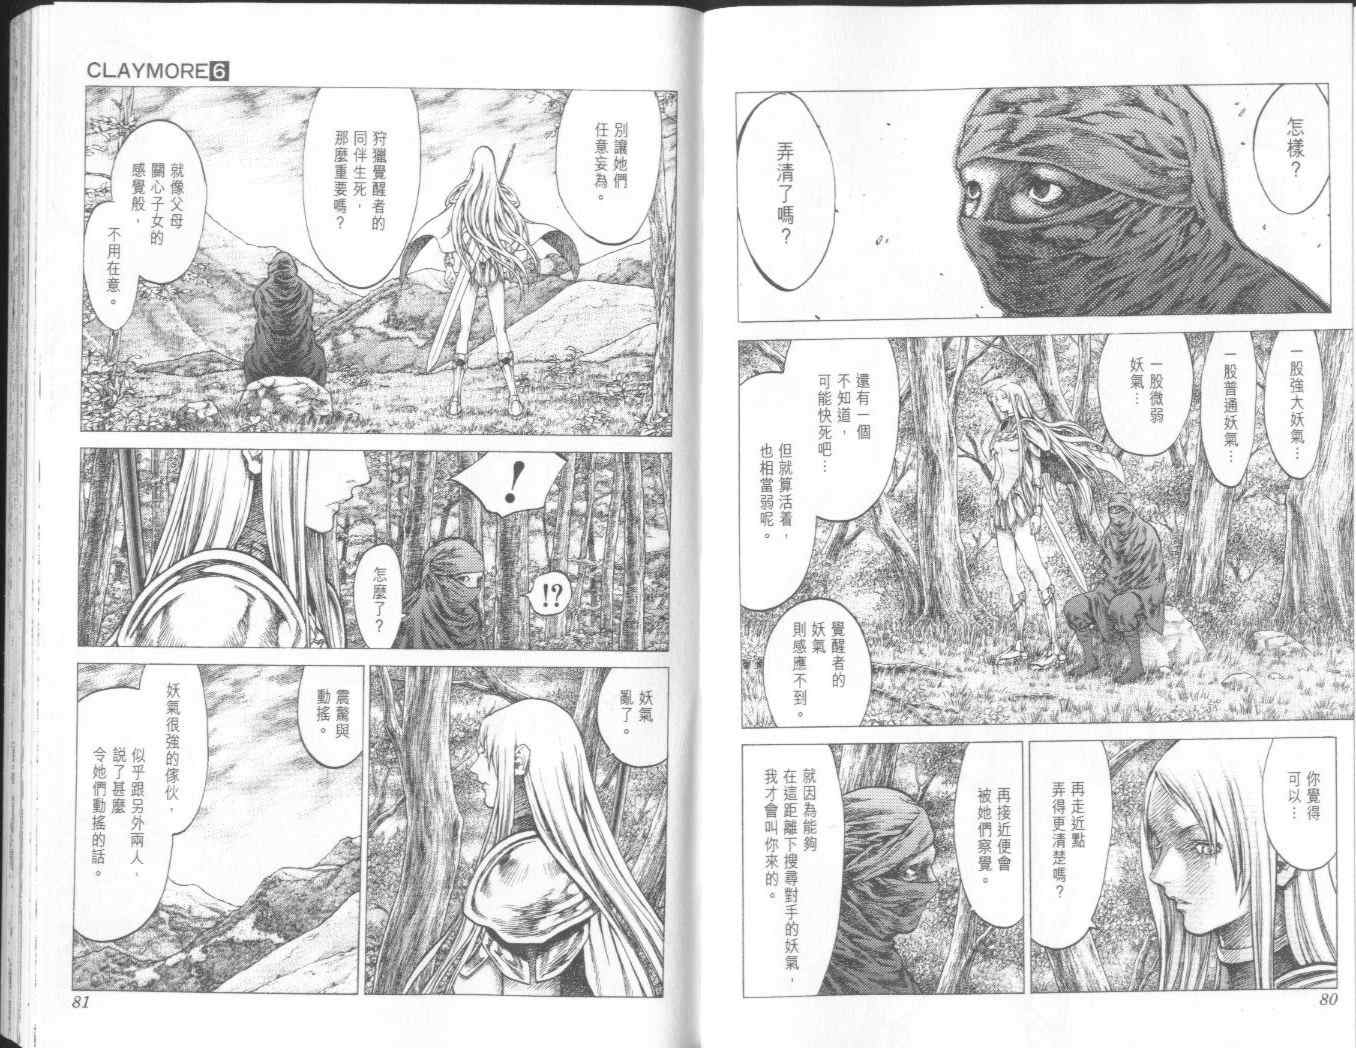 怎樣?
弄清了嗎?
一股強大妖氣…
一股普通妖氣…
一股微弱
妖氣…
還有一個
不知道,
可能快死吧…
但就算活着,
也相當弱呢。
覺醒者的
妖氣
則感應不到。
你覺得
可以…
再走近點
弄得更清楚嗎?
再接近便會
被她們察覺。
就因為能夠
在這距離下搜尋對手的妖氣,
我才會叫你來的。
80
CLAYMORE 6
別讓她們
任意妄為。
狩獵覺醒者的
同伴生死,
那麼重要嗎?
就像父母
關心子女的
感覺般,
不用在意。
!
!?
怎麼了?
妖氣
亂了。
震驚與
動搖。
妖氣很強的傢伙,
似乎跟另外兩人,
説了甚麼
令她們動搖的話。
81